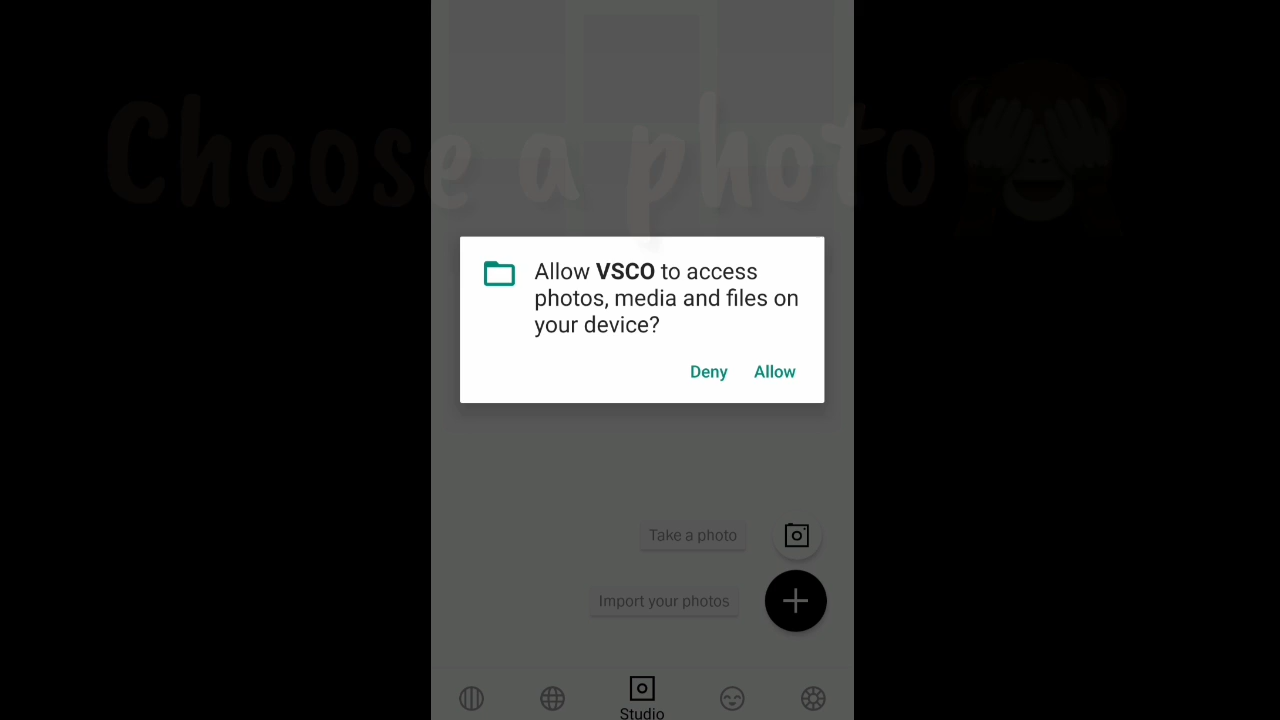 Choose a photo
Allow VSCO to access
photos, media and files on
your device?
Deny Allow
Take a photo
Import your photos
Studio